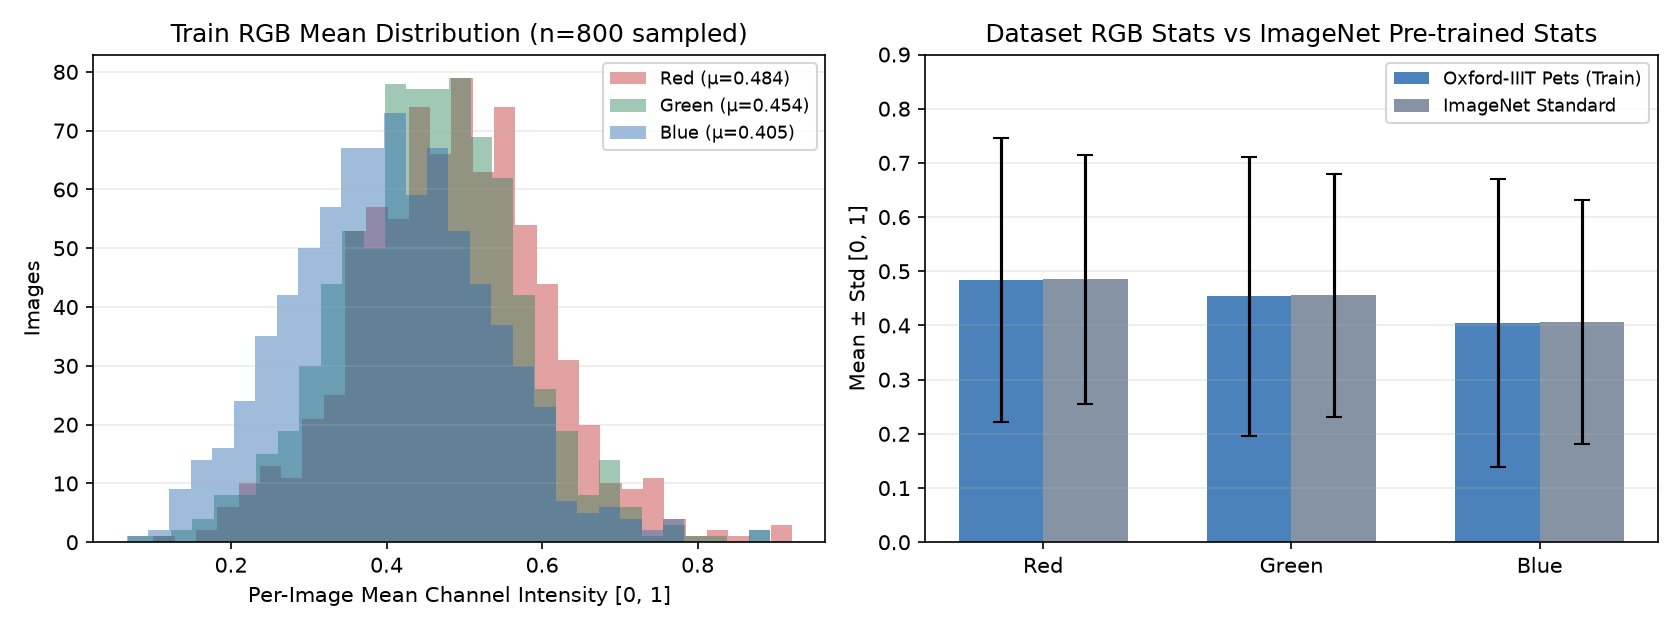 Train RGB Mean Distribution (n=800 sampled)
Red (μ=0.484)
Green (μ=0.454)
Blue (μ=0.405)
80
70
60
50
40
30
20
10
0
Images
0.2 0.4 0.6 0.8
Per-Image Mean Channel Intensity [0, 1]
Dataset RGB Stats vs ImageNet Pre-trained Stats
Oxford-IIIT Pets (Train)
ImageNet Standard
0.9
0.8
0.7
0.6
0.5
0.4
0.3
0.2
0.1
0.0
Mean ± Std [0, 1]
Red Green Blue